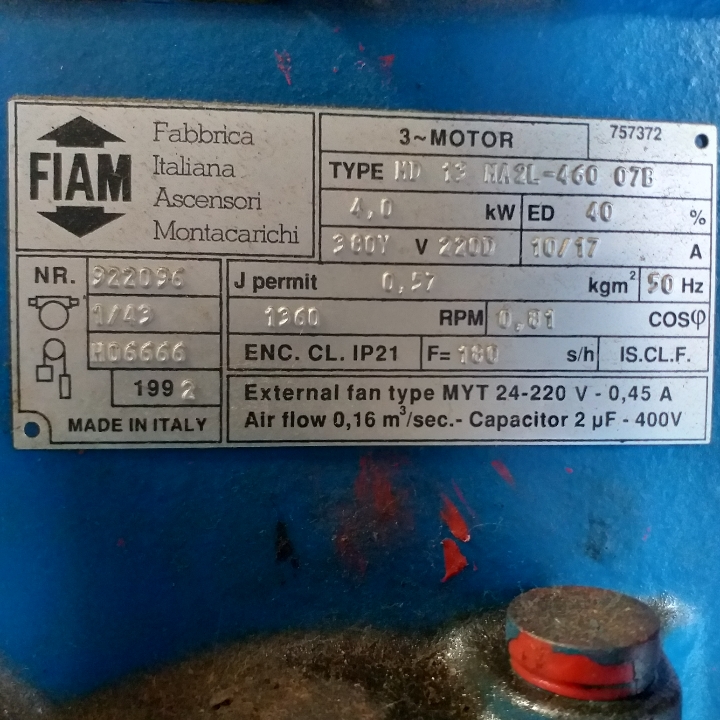 FIAM
Fabbrica
Italiana
Ascensori
Montacarichi
3~MOTOR 757372
TYPE MD 13 MA2L-460 07B
4,0 kW ED 40 %
380Y V 220D 10/17 A
NR. 922096
1/43
M06666
1992
MADE IN ITALY
J permit 0,57 kgm² 50 Hz
1360 RPM 0,81 COSφ
ENC. CL. IP21 F= 180 s/h IS.CL.F.
External fan type MYT 24-220 V - 0,45 A
Air flow 0,16 m³/sec.- Capacitor 2 µF - 400V